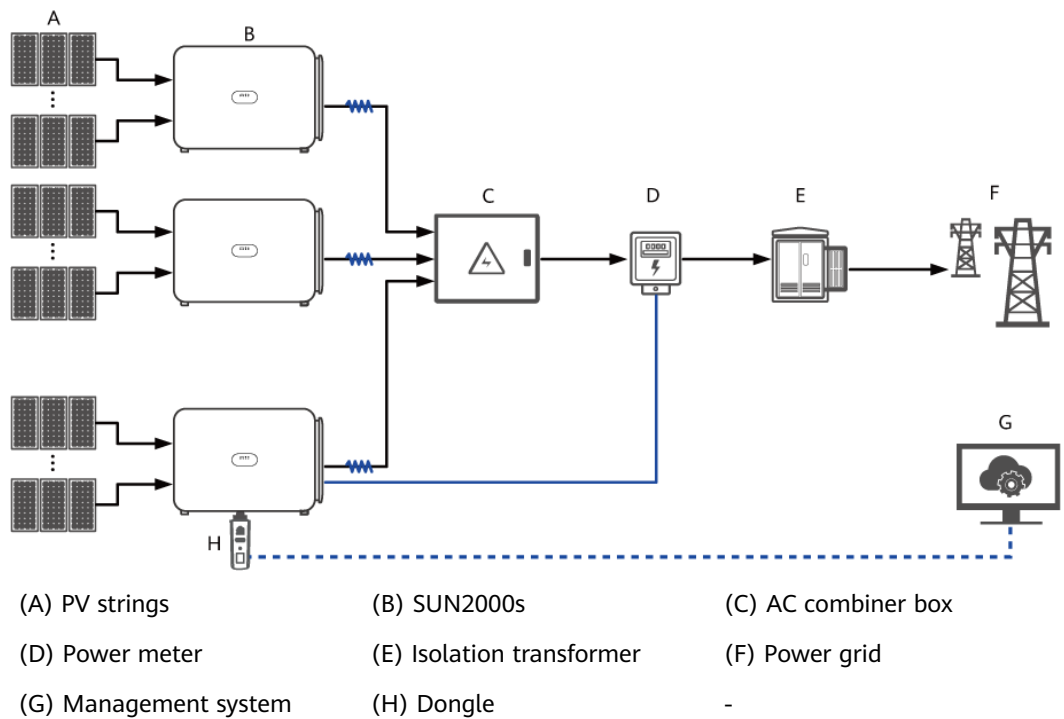 A
B
C
D
E
F
G
H
(A) PV strings (B) SUN2000s (C) AC combiner box
(D) Power meter (E) Isolation transformer (F) Power grid
(G) Management system (H) Dongle -